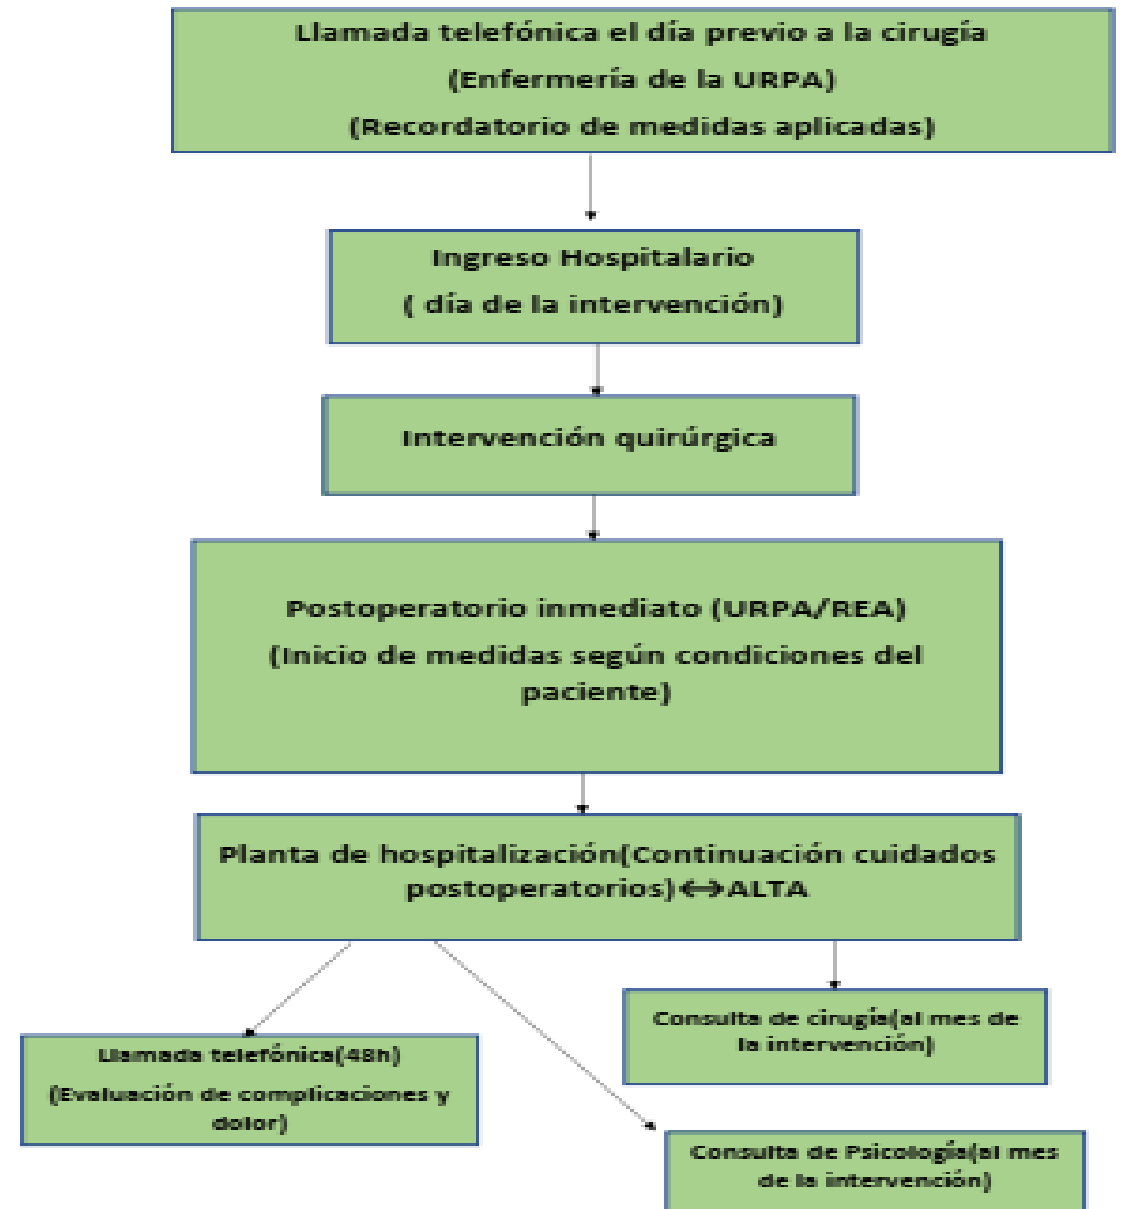 Llamada telefónica el día previo a la cirugía
(Enfermería de la URPA)
(Recordatorio de medidas aplicadas)
Ingreso Hospitalario
( día de la intervención)
Intervención quirúrgica
Postoperatorio inmediato (URPA/REA)
(Inicio de medidas según condiciones del
paciente)
Planta de hospitalización(Continuación cuidados
postoperatorios)↔ALTA
Llamada telefónica(48h)
(Evaluación de complicaciones y
dolor)
Consulta de cirugía(al mes de
la intervención)
Consulta de Psicología(al mes
de la intervención)